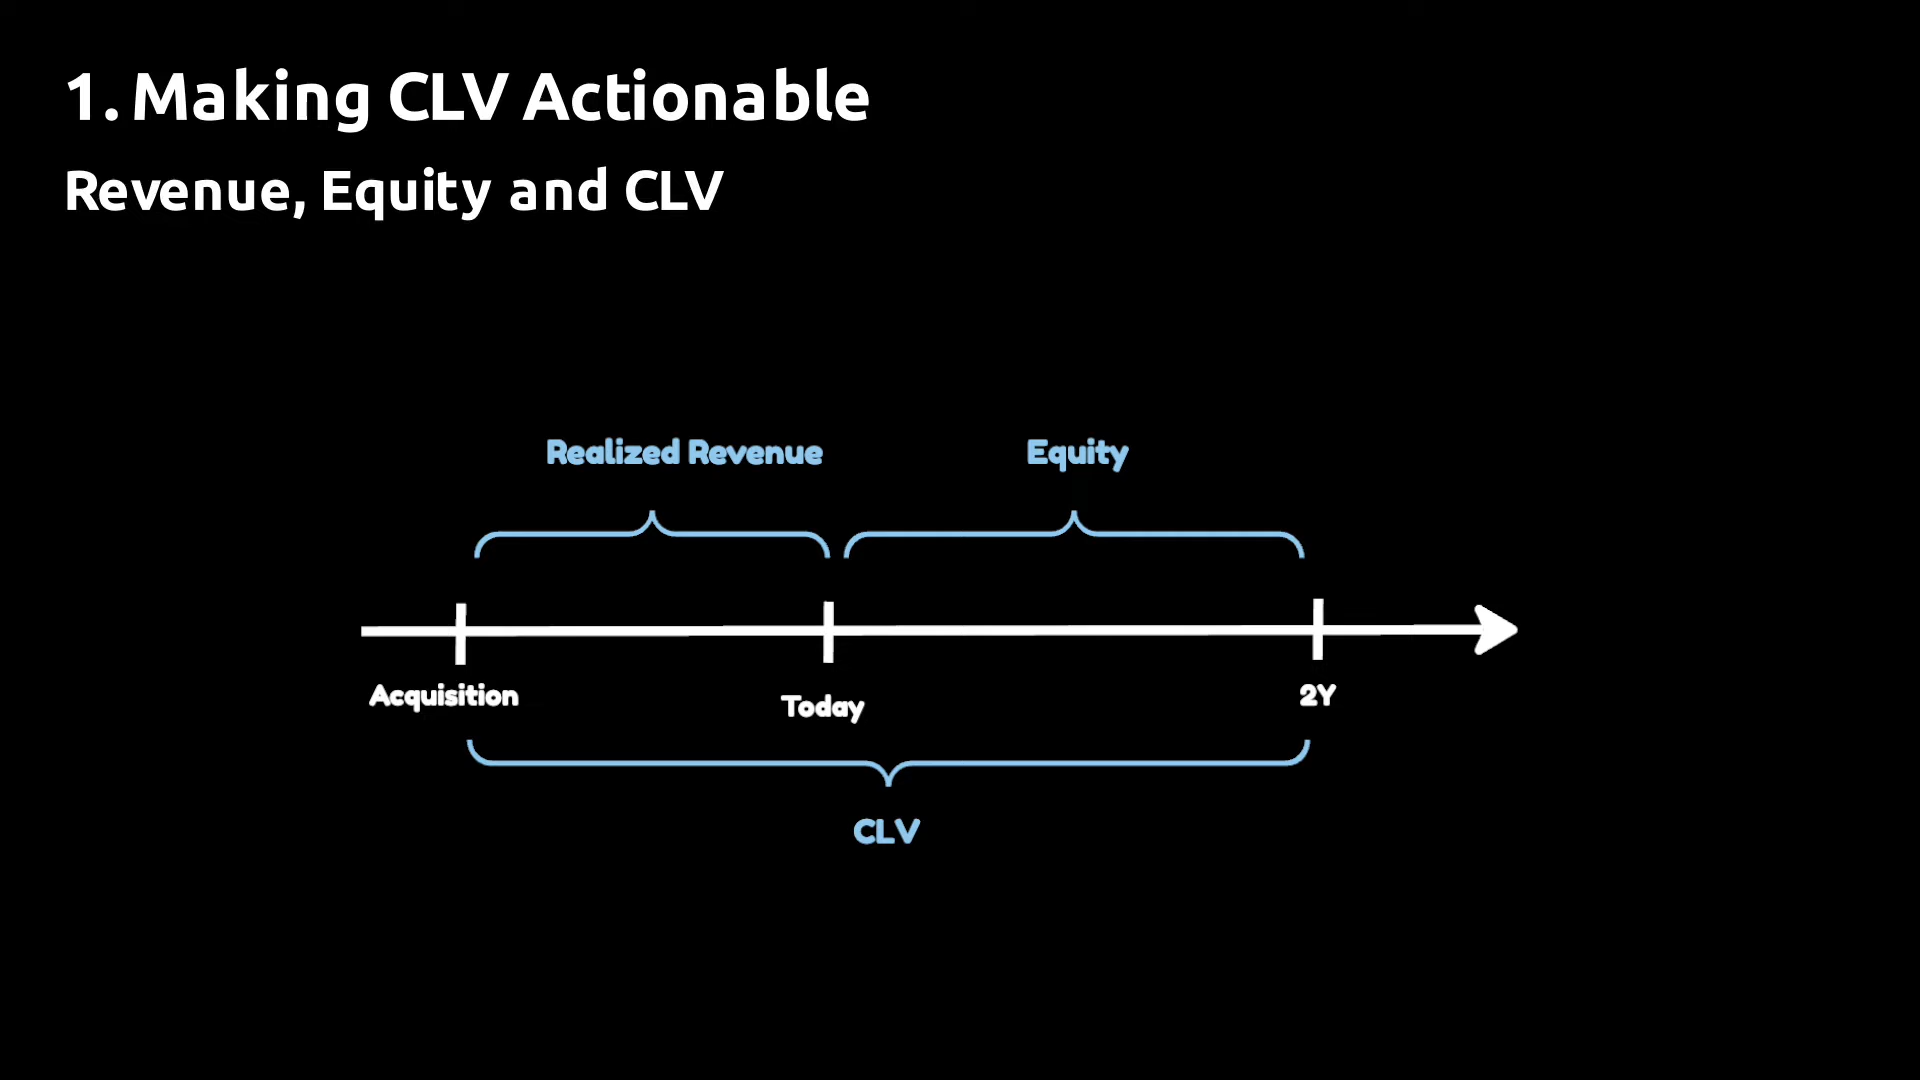 1. Making CLV Actionable
Revenue, Equity and CLV
Realized Revenue
Equity
Acquisition
Today
2Y
CLV